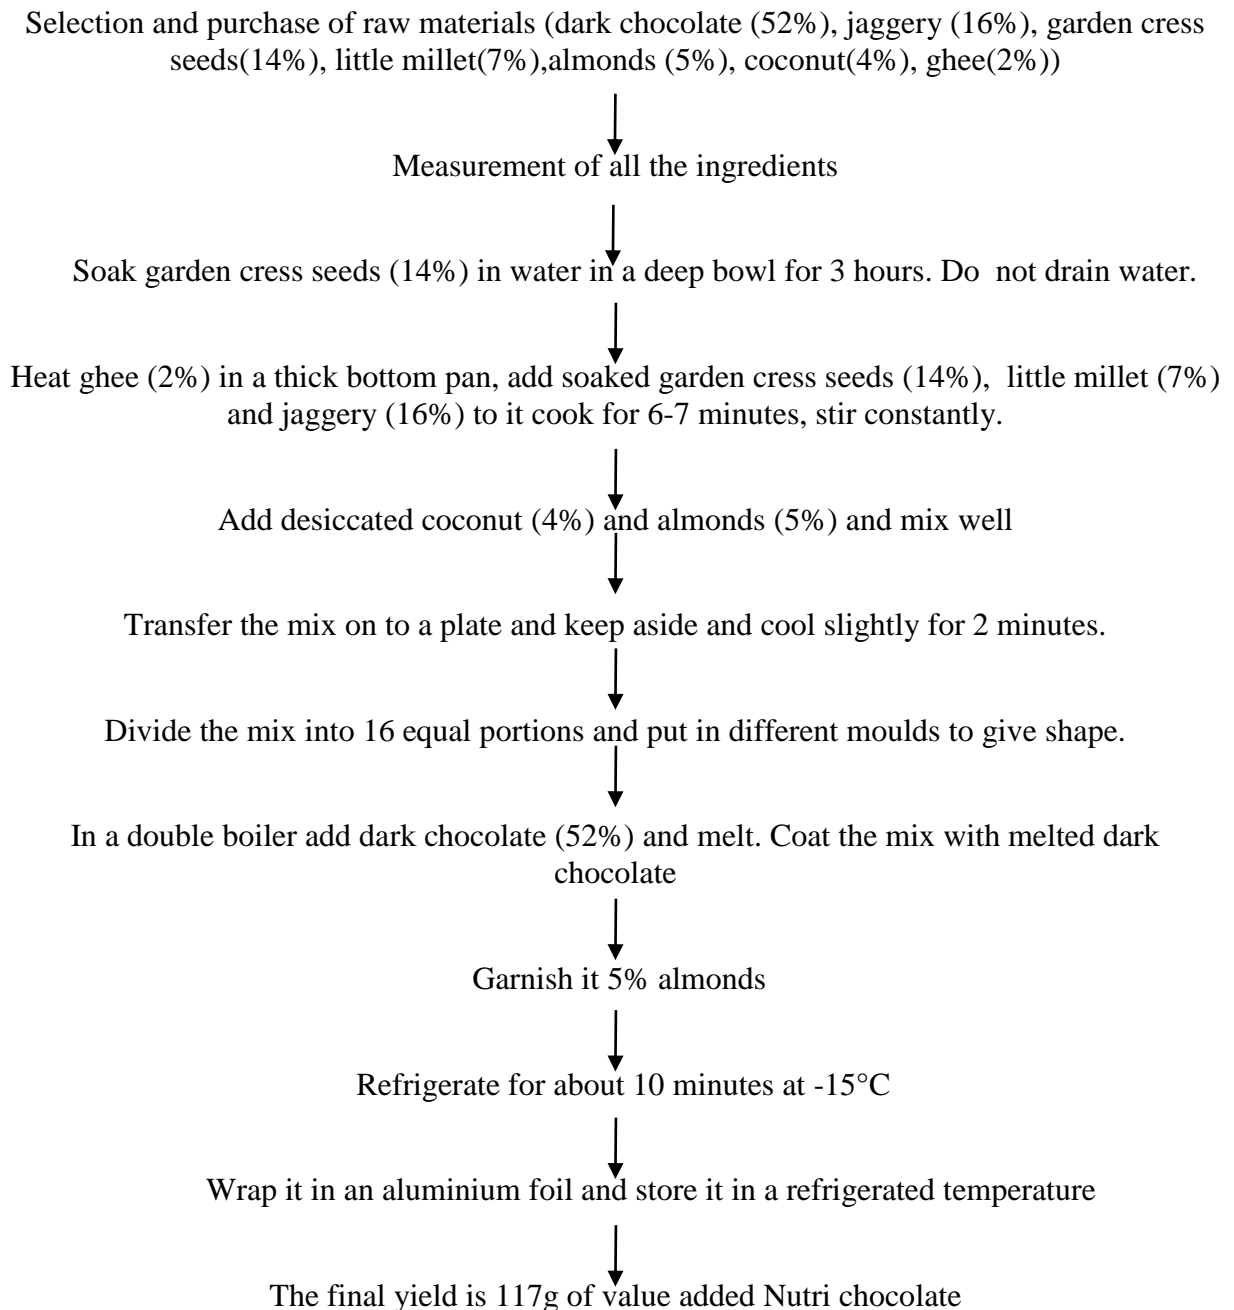 Selection and purchase of raw materials (dark chocolate (52%), jaggery (16%), garden cress
seeds(14%), little millet(7%),almonds (5%), coconut(4%), ghee(2%))
Measurement of all the ingredients
Soak garden cress seeds (14%) in water in a deep bowl for 3 hours. Do  not drain water.
Heat ghee (2%) in a thick bottom pan, add soaked garden cress seeds (14%),  little millet (7%)
and jaggery (16%) to it cook for 6-7 minutes, stir constantly.
Add desiccated coconut (4%) and almonds (5%) and mix well
Transfer the mix on to a plate and keep aside and cool slightly for 2 minutes.
Divide the mix into 16 equal portions and put in different moulds to give shape.
In a double boiler add dark chocolate (52%) and melt. Coat the mix with melted dark
chocolate
Garnish it 5% almonds
Refrigerate for about 10 minutes at -15°C
Wrap it in an aluminium foil and store it in a refrigerated temperature
The final yield is 117g of value added Nutri chocolate